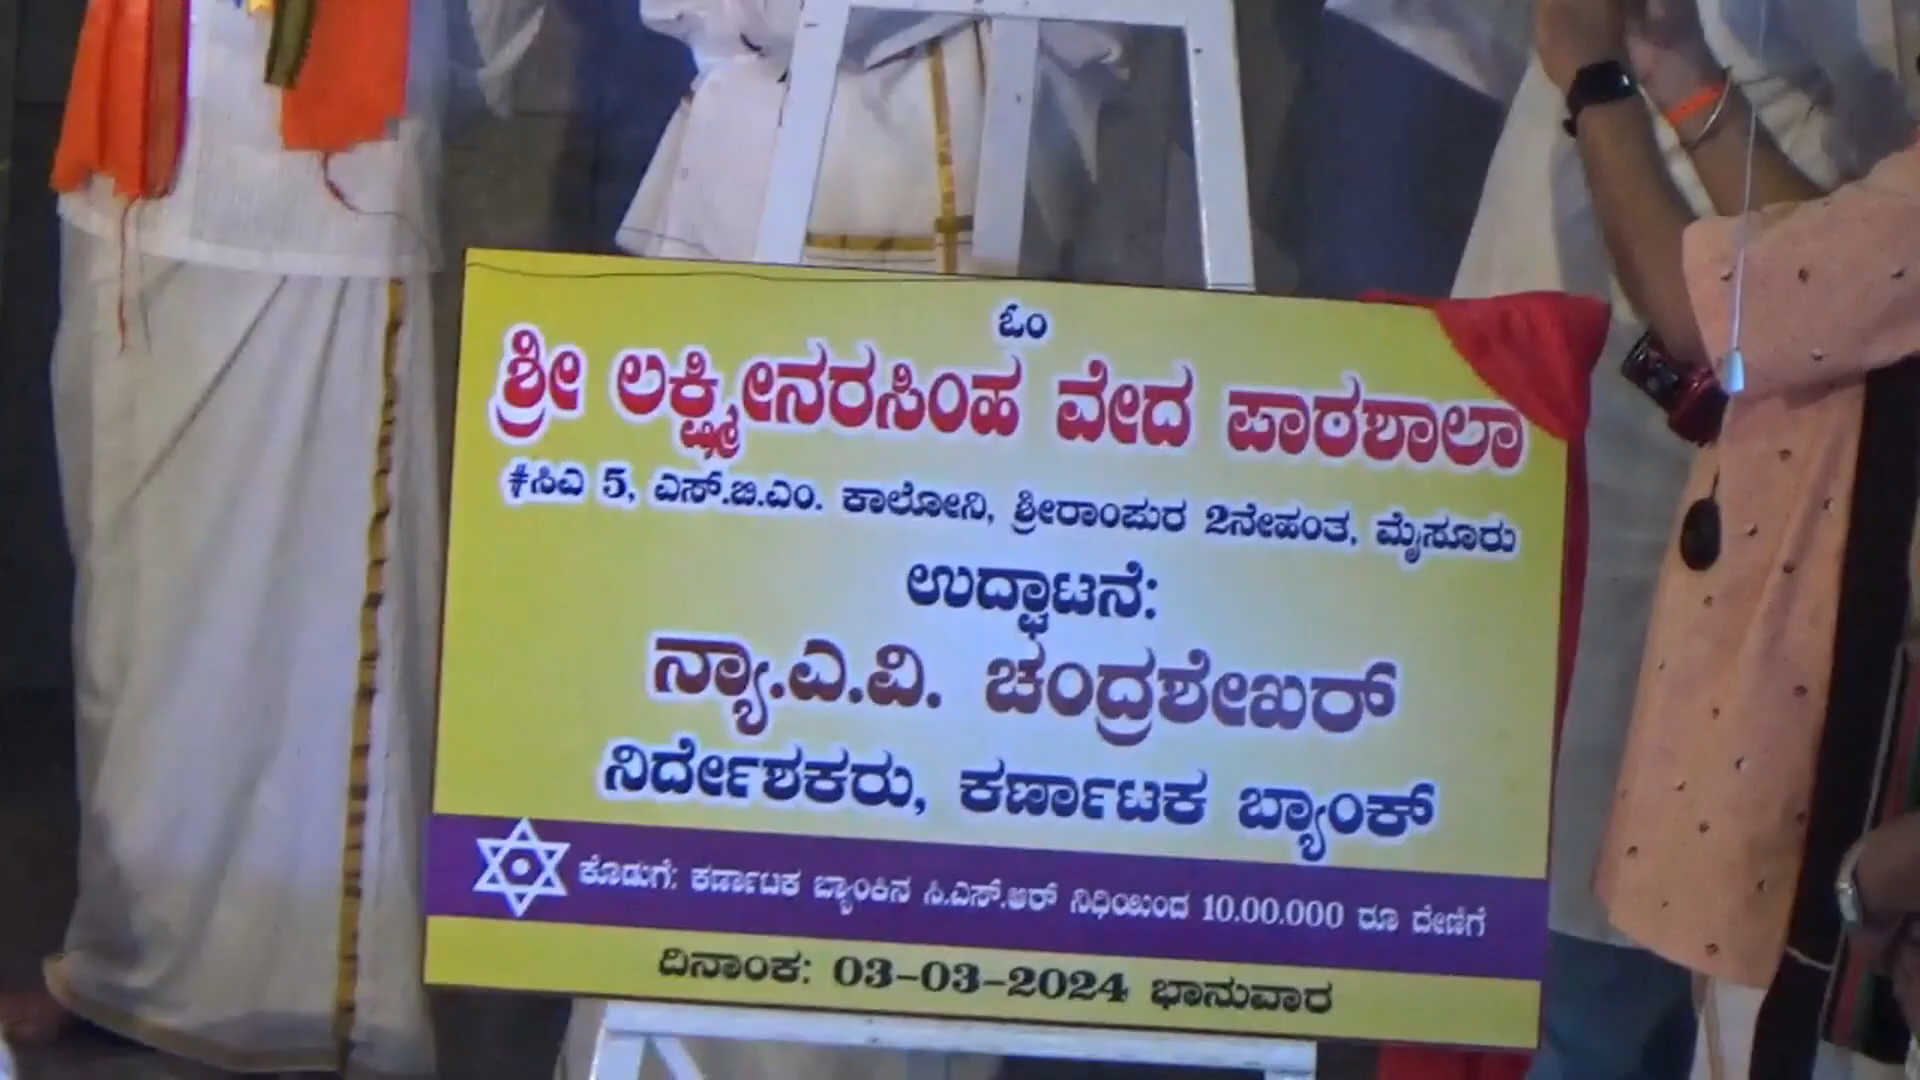 ಓಂ
ಶ್ರೀ ಲಕ್ಷ್ಮೀನರಸಿಂಹ ವೇದ ಪಾಠಶಾಲಾ
#ಸಿಎ 5, ಎಸ್.ಬಿ.ಎಂ. ಕಾಲೋನಿ, ಶ್ರೀರಾಂಪುರ 2ನೇಹಂತ, ಮೈಸೂರು
ಉದ್ಘಾಟನೆ:
ನ್ಯಾ.ಎ.ವಿ. ಚಂದ್ರಶೇಖರ್
ನಿರ್ದೇಶಕರು, ಕರ್ಣಾಟಕ ಬ್ಯಾಂಕ್
ಕೊಡುಗೆ: ಕರ್ಣಾಟಕ ಬ್ಯಾಂಕಿನ ಸಿ.ಎಸ್.ಆರ್ ನಿಧಿಯಿಂದ 10.00.000 ರೂ ದೇಣಿಗೆ
ದಿನಾಂಕ: 03-03-2024 ಭಾನುವಾರ